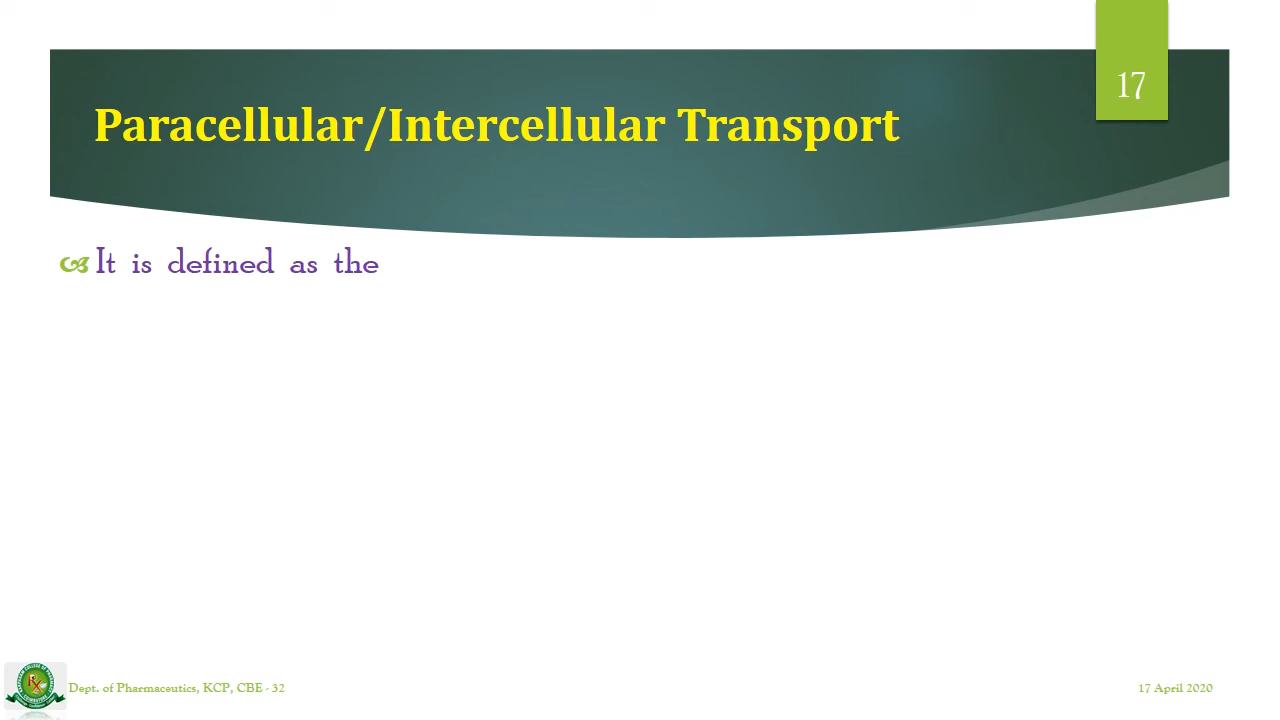 17
Paracellular/Intercellular Transport
It is defined as the
Dept. of Pharmaceutics, KCP, CBE - 32
17 April 2020